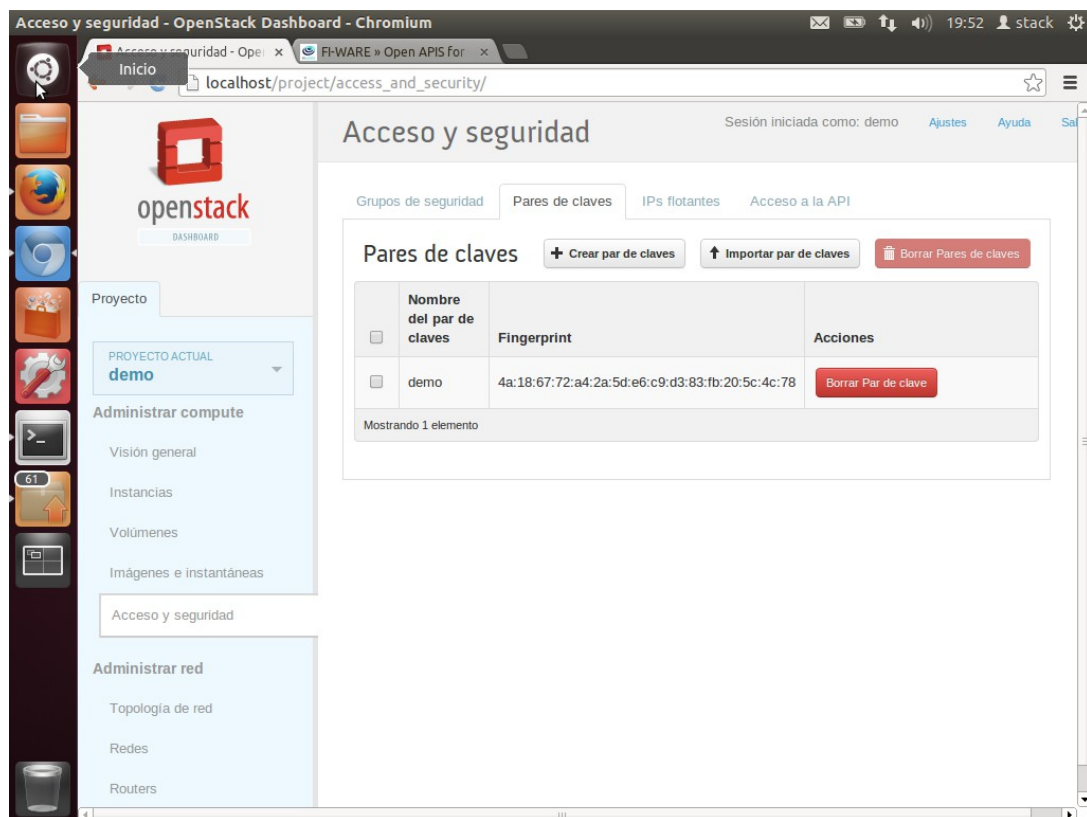 Acceso y seguridad - OpenStack Dashboard - Chromium
19:52 stack
Acceso y seguridad - Ope
FI-WARE » Open APIS for
Inicio
localhost/project/access_and_security/
openstack
DASHBOARD
Proyecto
PROYECTO ACTUAL
demo
Administrar compute
Visión general
Instancias
Volúmenes
Imágenes e instantáneas
Acceso y seguridad
Administrar red
Topología de red
Redes
Routers
61
Acceso y seguridad
Sesión iniciada como: demo Ajustes Ayuda Sal
Grupos de seguridad Pares de claves IPs flotantes Acceso a la API
Pares de claves
+ Crear par de claves
Importar par de claves
Borrar Pares de claves
Nombre
del par de
claves
Fingerprint
Acciones
demo 4a:18:67:72:a4:2a:5d:e6:c9:d3:83:fb:20:5c:4c:78 Borrar Par de clave
Mostrando 1 elemento